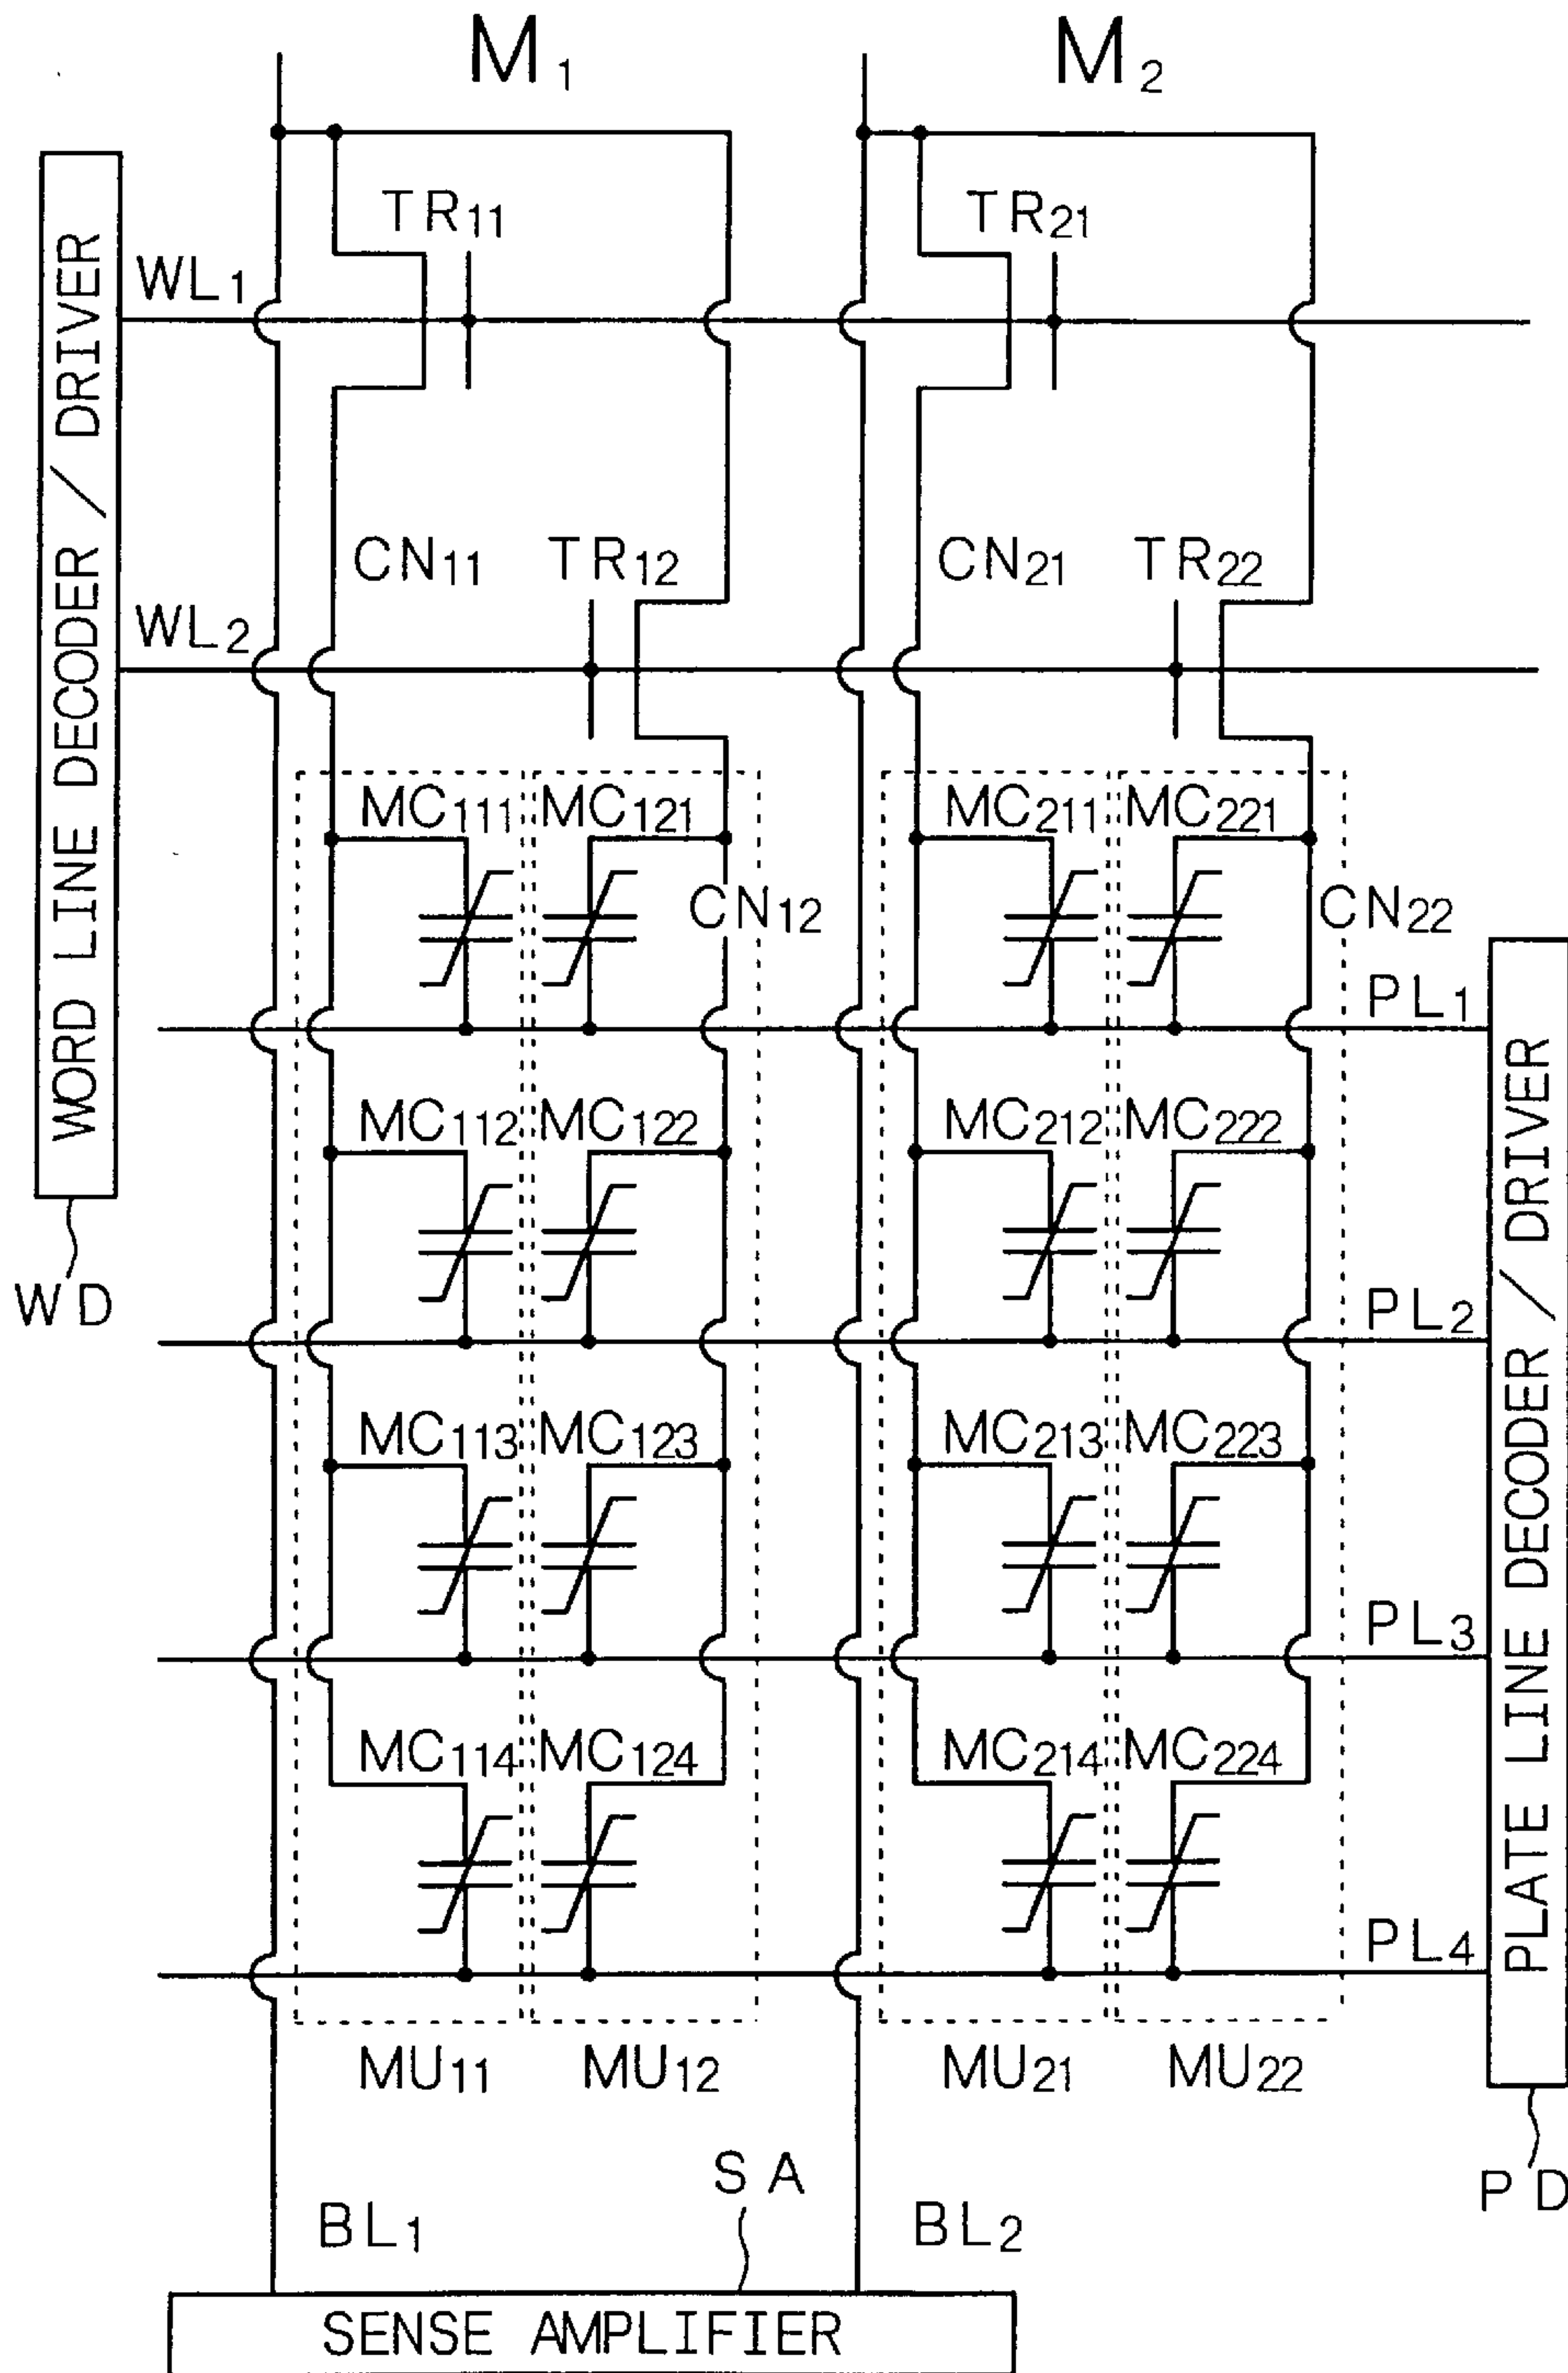 M1 M2
WORD LINE DECODER / DRIVER
TR11 TR21
WL1
CN11 TR12 CN21 TR22
WL2
MC111 MC121 MC211 MC221
CN12 CN22
PL1
MC112 MC122 MC212 MC222
WD
PL2
PLATE LINE DECODER / DRIVER
MC113 MC123 MC213 MC223
PL3
MC114 MC124 MC214 MC224
PL4
MU11 MU12 MU21 MU22
SA
PD
BL1 BL2
SENSE AMPLIFIER